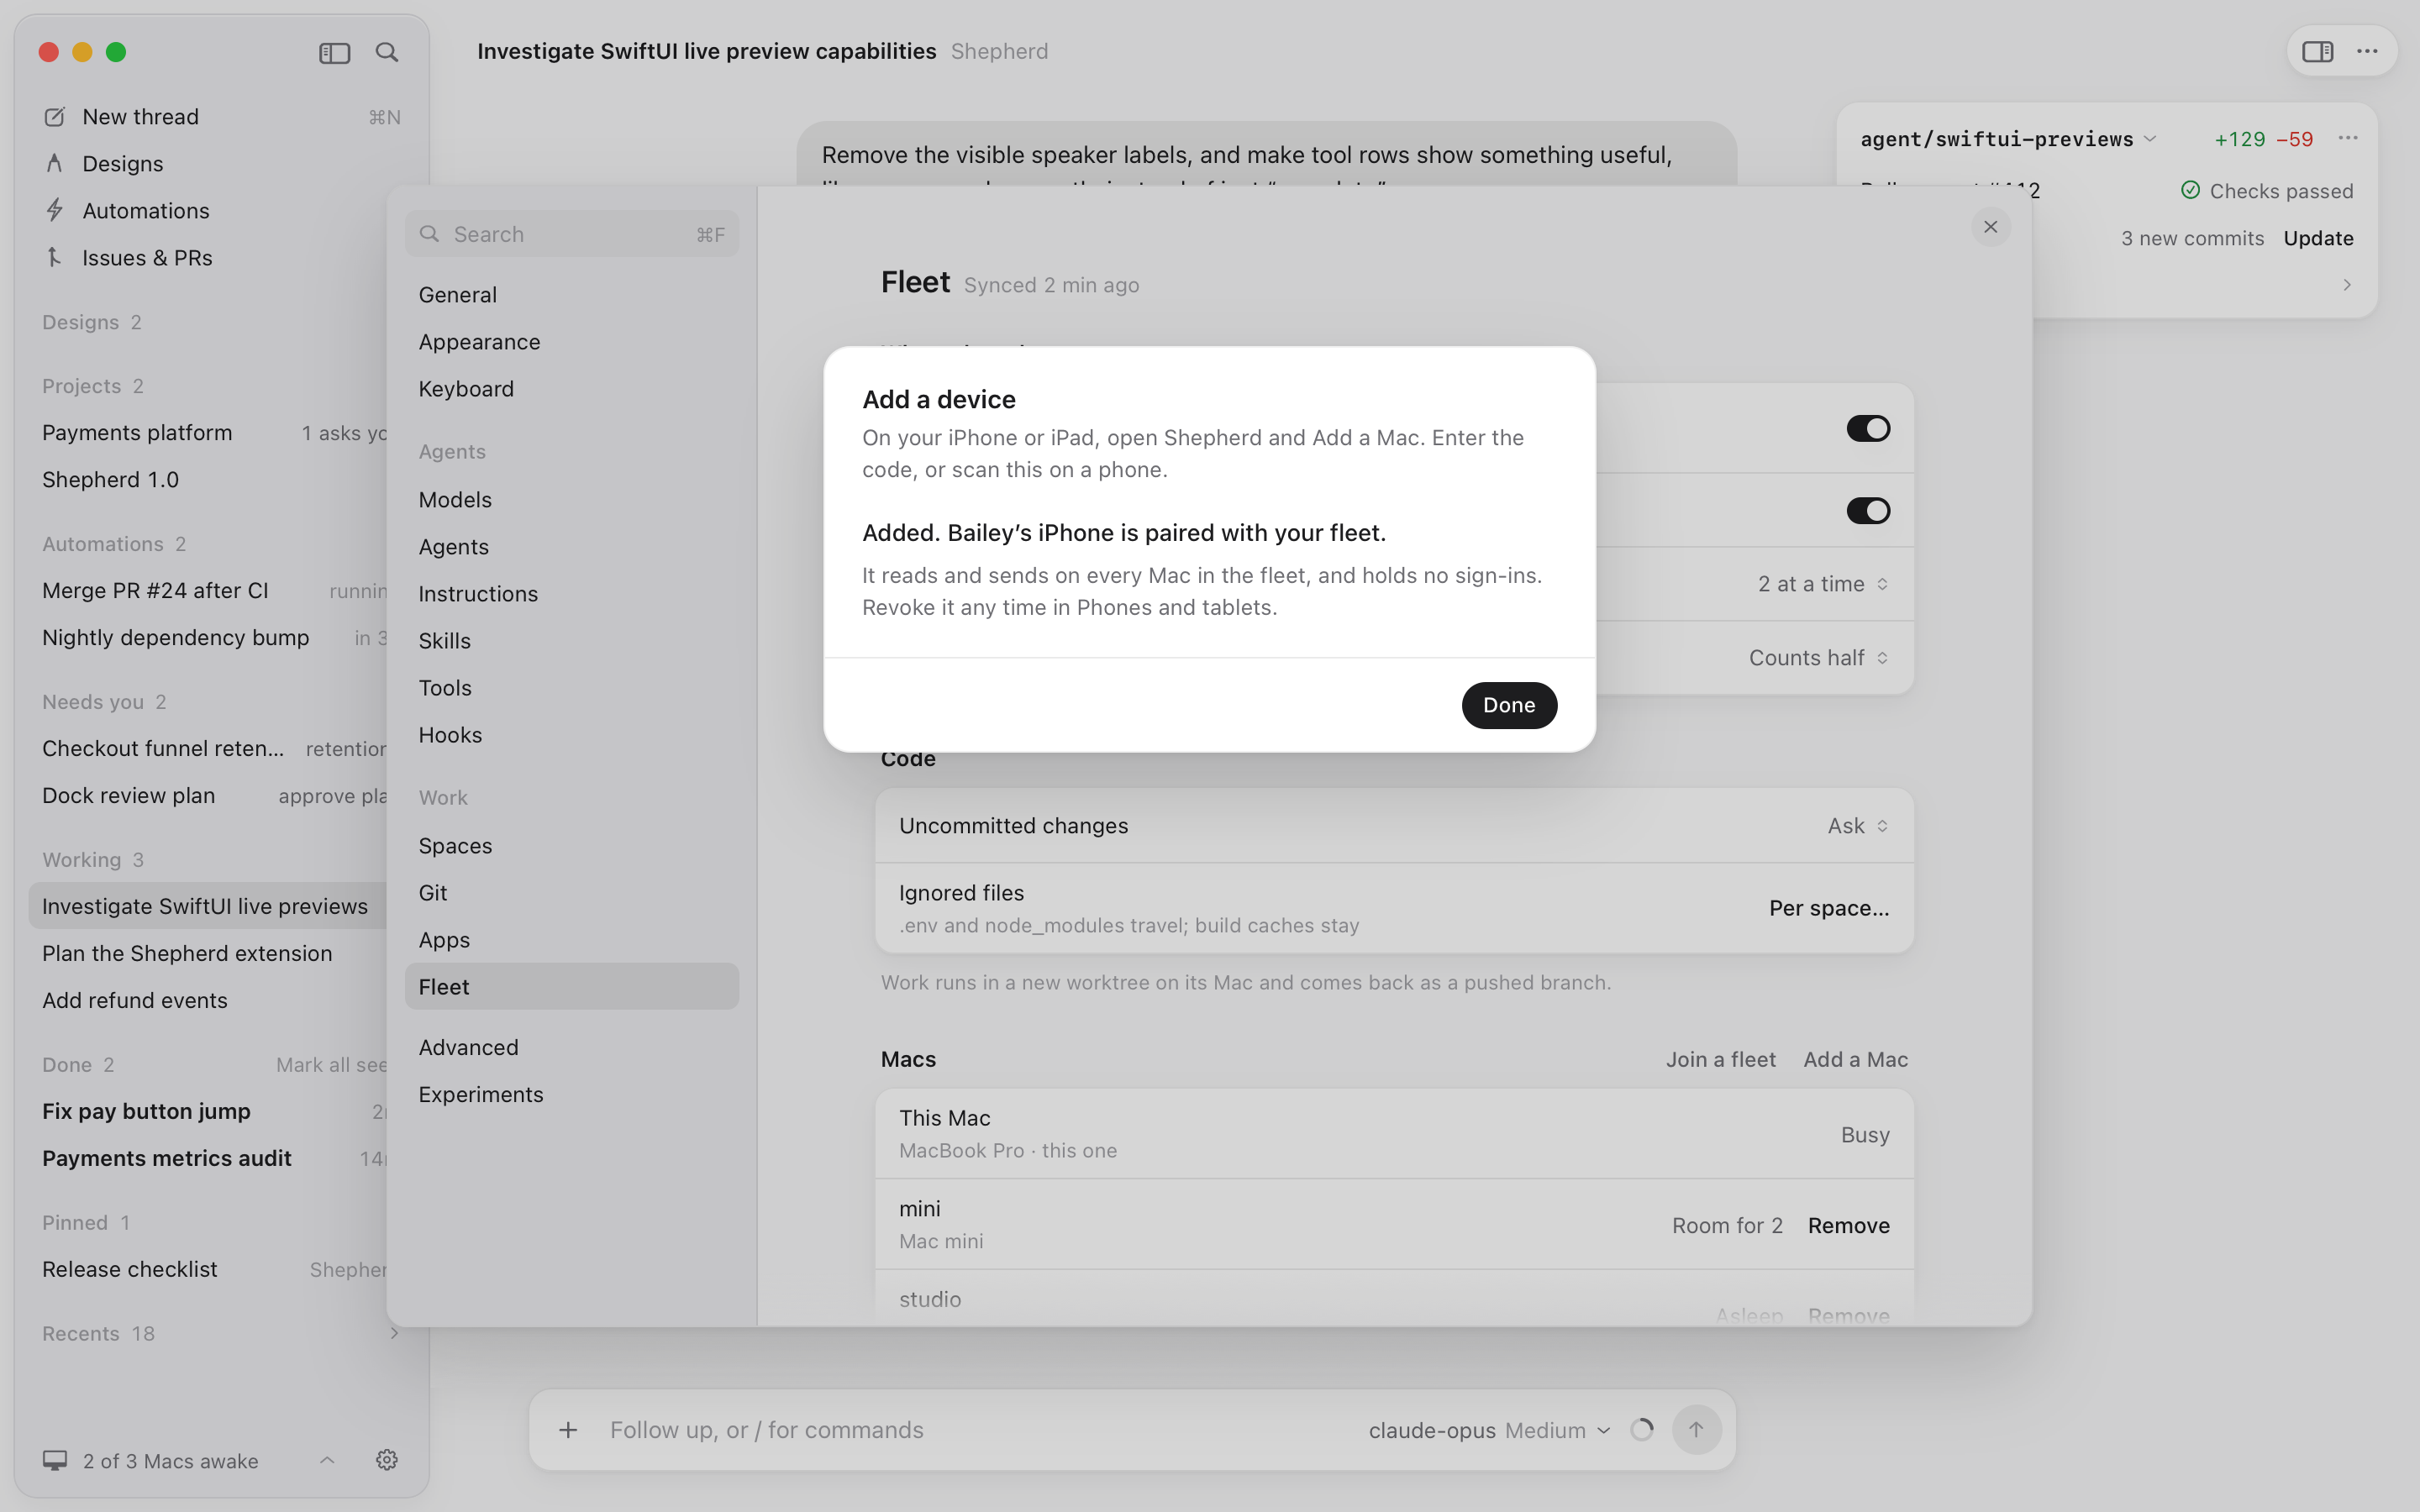 Investigate SwiftUI live preview capabilities Shepherd
New thread ⌘N
Designs
Automations
Issues & PRs
Designs 2
Projects 2
Payments platform 1 asks
Shepherd 1.0
Automations 2
Merge PR #24 after CI
Nightly dependency bump in
Needs you 2
Checkout funnel reten…
Dock review plan approve
Working 3
Investigate SwiftUI live previews
Plan the Shepherd extension
Add refund events
Done 2 Mark all
Fix pay button jump
Payments metrics audit
Pinned 1
Release checklist
Recents 18
2 of 3 Macs awake
Remove the visible speaker labels, and make tool rows show something useful,
agent/swiftui-previews +129 −59
Checks passed
3 new commits Update
Search ⌘F
General
Appearance
Keyboard
Agents
Models
Agents
Instructions
Skills
Tools
Hooks
Work
Spaces
Git
Apps
Fleet
Advanced
Experiments
Fleet Synced 2 min ago
Add a device
On your iPhone or iPad, open Shepherd and Add a Mac. Enter the
code, or scan this on a phone.
Added. Bailey’s iPhone is paired with your fleet.
It reads and sends on every Mac in the fleet, and holds no sign-ins.
Revoke it any time in Phones and tablets.
Done
2 at a time
Counts half
Code
Uncommitted changes Ask
Ignored files
.env and node_modules travel; build caches stay
Per space…
Work runs in a new worktree on its Mac and comes back as a pushed branch.
Macs Join a fleet Add a Mac
This Mac
MacBook Pro · this one
Busy
mini
Mac mini
Room for 2 Remove
studio
Asleep Remove
Follow up, or / for commands
claude-opus Medium